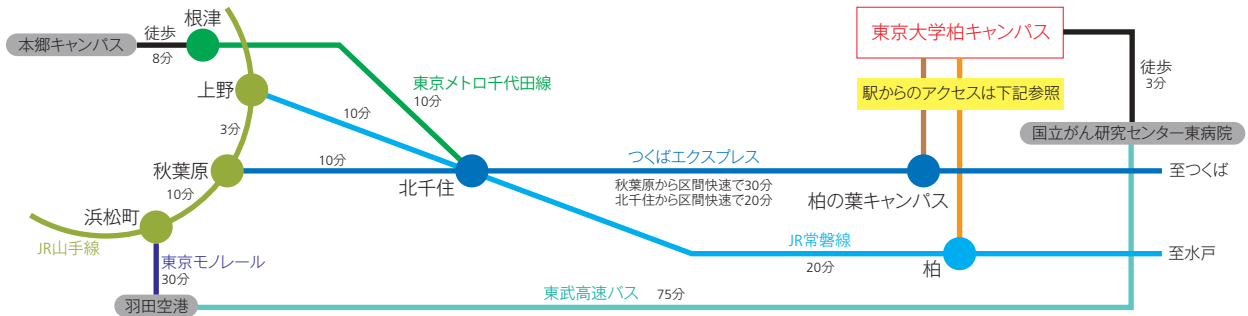 根津
東京大学柏キャンパス
本郷キャンパス
徒歩
8分
徒歩
3分
東京メトロ千代田線
10分
上野
10分
駅からのアクセスは下記参照
3分
国立がん研究センター東病院
秋葉原
10分
つくばエクスプレス
至つくば
北千住
秋葉原から区間快速で30分
北千住から区間快速で20分
柏の葉キャンパス
10分
浜松町
JR山手線
JR常磐線
20分
柏
至水戸
東京モノレール
30分
羽田空港
東武高速バス 75分